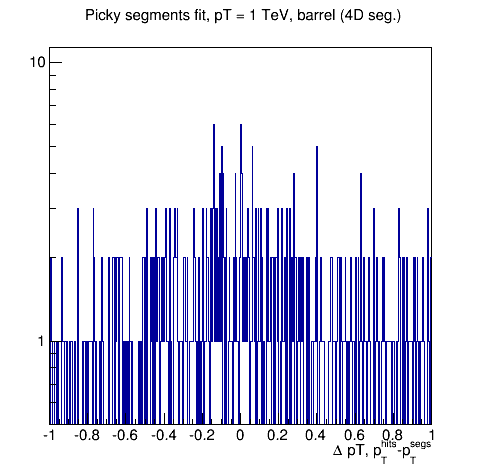 Picky segments fit, pT = 1 TeV, barrel (4D seg.)
10
1
-1 -0.8 -0.6 -0.4 -0.2 0 0.2 0.4 0.6 0.8 1
Δ pT, p_T^hits-p_T^segs